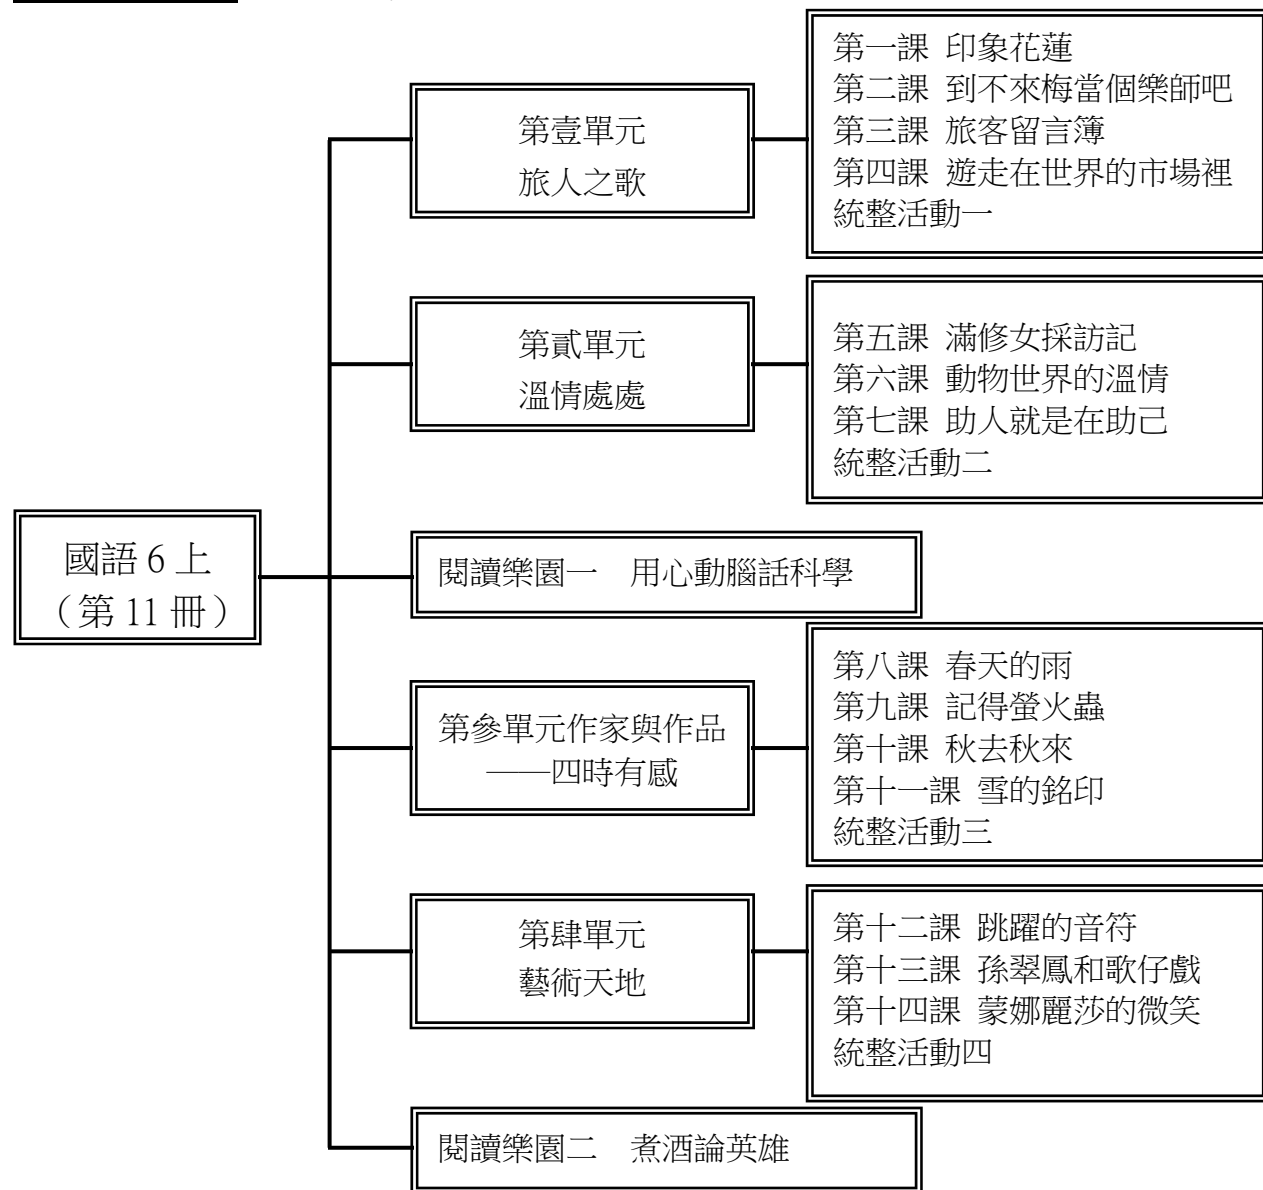 國語 6 上
（第 11 冊）
第壹單元
旅人之歌
第一課 印象花蓮
第二課 到不來梅當個樂師吧
第三課 旅客留言簿
第四課 遊走在世界的市場裡
統整活動一
第貳單元
溫情處處
第五課 滿修女採訪記
第六課 動物世界的溫情
第七課 助人就是在助己
統整活動二
閱讀樂園一　用心動腦話科學
第參單元作家與作品
——四時有感
第八課 春天的雨
第九課 記得螢火蟲
第十課 秋去秋來
第十一課 雪的銘印
統整活動三
第肆單元
藝術天地
第十二課 跳躍的音符
第十三課 孫翠鳳和歌仔戲
第十四課 蒙娜麗莎的微笑
統整活動四
閱讀樂園二　煮酒論英雄